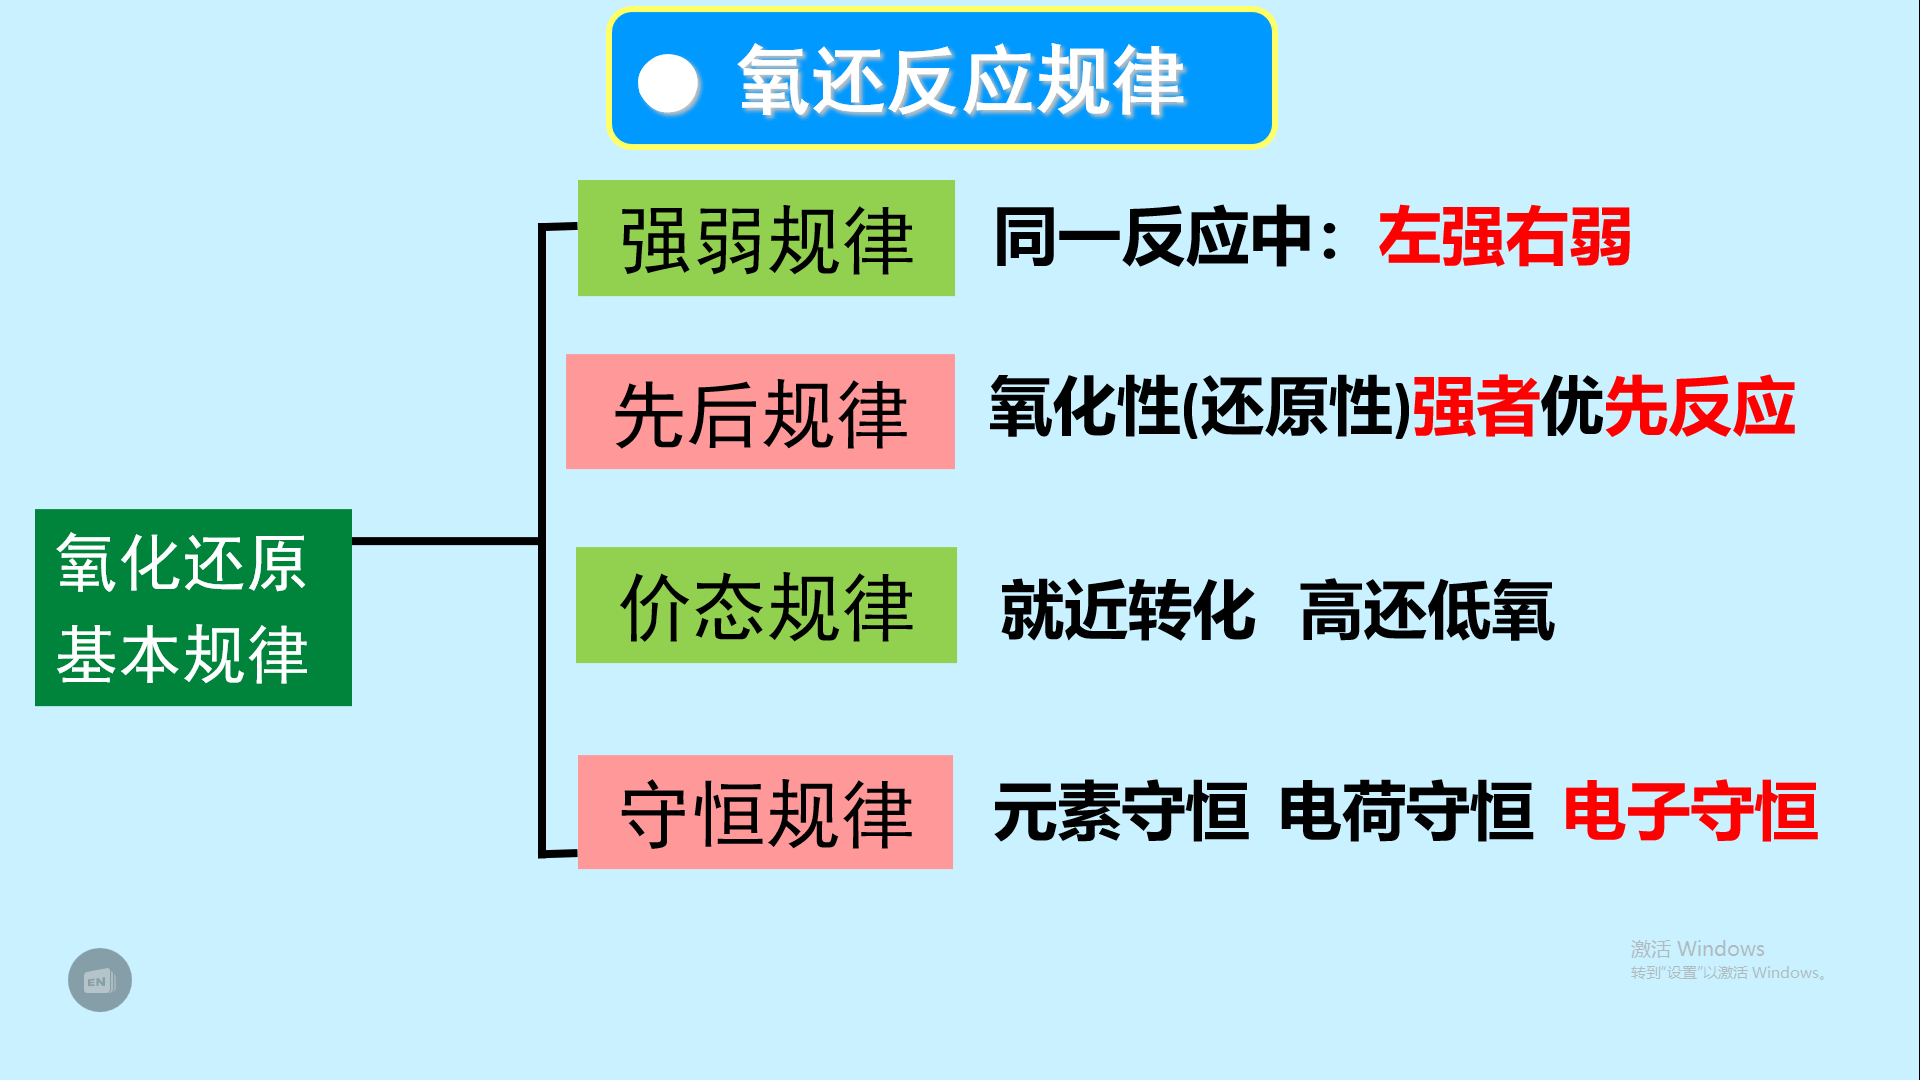 氧还反应规律
强弱规律
同一反应中：左强右弱
先后规律
氧化性(还原性)强者优先反应
氧化还原
基本规律
价态规律
就近转化 高还低氧
守恒规律
元素守恒 电荷守恒 电子守恒
激活 Windows
转到“设置”以激活 Windows。
EN